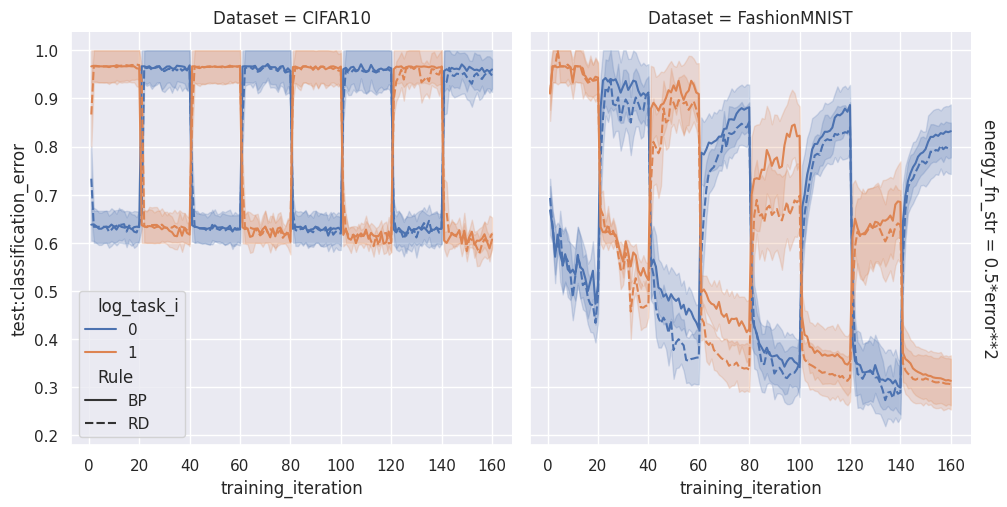 Dataset = CIFAR10
Dataset = FashionMNIST
test:classification_error
1.0
0.9
0.8
0.7
0.6
0.5
0.4
0.3
0.2
log_task_i
0
1
Rule
BP
RD
energy_fn_str = 0.5*error**2
0 20 40 60 80 100 120 140 160
0 20 40 60 80 100 120 140 160
training_iteration
training_iteration